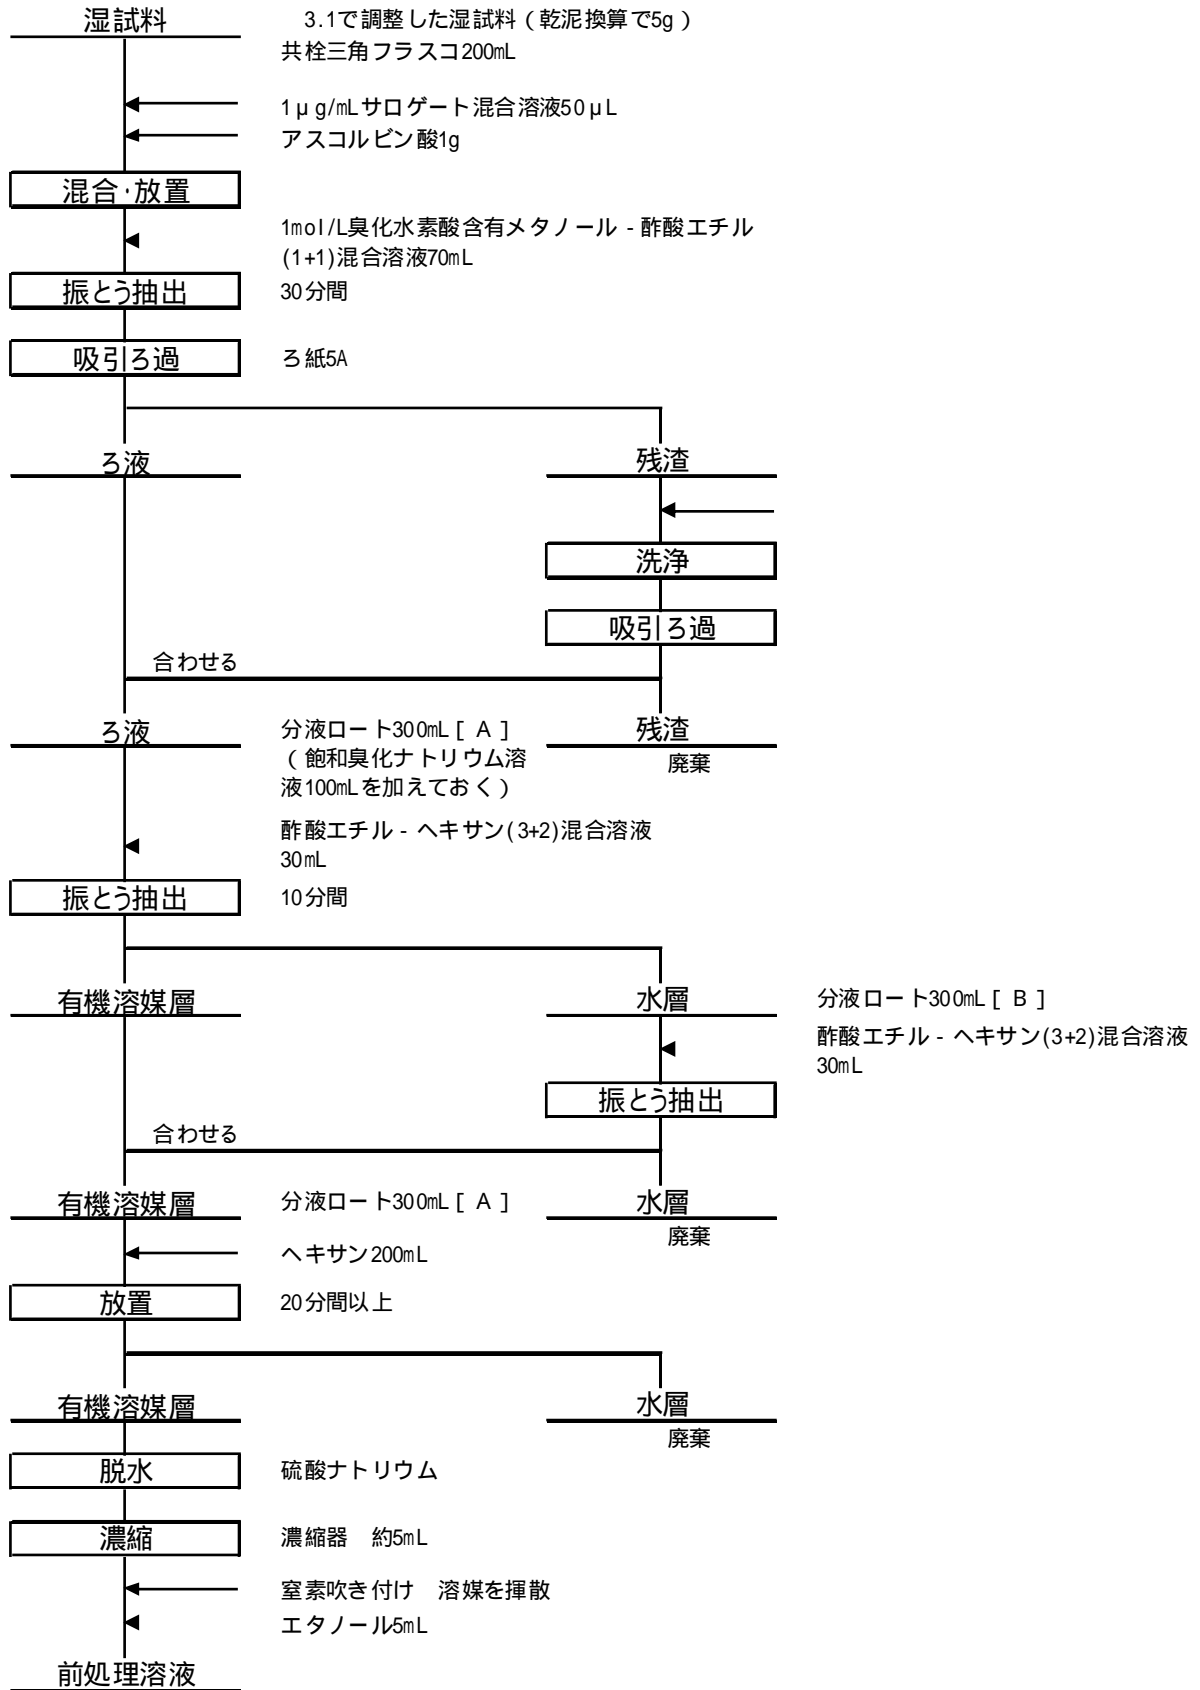 湿試料
3.1で調整した湿試料（乾泥換算で5g）
共栓三角フラスコ200mL
1μg/mLサロゲート混合溶液50μL
アスコルビン酸1g
混合・放置
1mol/L臭化水素酸含有メタノール - 酢酸エチル
(1+1)混合溶液70mL
振とう抽出
30分間
吸引ろ過
ろ紙5A
ろ液
残渣
洗浄
吸引ろ過
合わせる
ろ液
分液ロート300mL[ A ]
（飽和臭化ナトリウム溶
液100mLを加えておく）
残渣
廃棄
酢酸エチル - ヘキサン(3+2)混合溶液
30mL
振とう抽出
10分間
有機溶媒層
水層
分液ロート300mL[ B ]
酢酸エチル - ヘキサン(3+2)混合溶液
30mL
振とう抽出
合わせる
有機溶媒層
分液ロート300mL[ A ]
水層
廃棄
ヘキサン200mL
放置
20分間以上
有機溶媒層
水層
廃棄
脱水
硫酸ナトリウム
濃縮
濃縮器　約5mL
窒素吹き付け　溶媒を揮散
エタノール5mL
前処理溶液